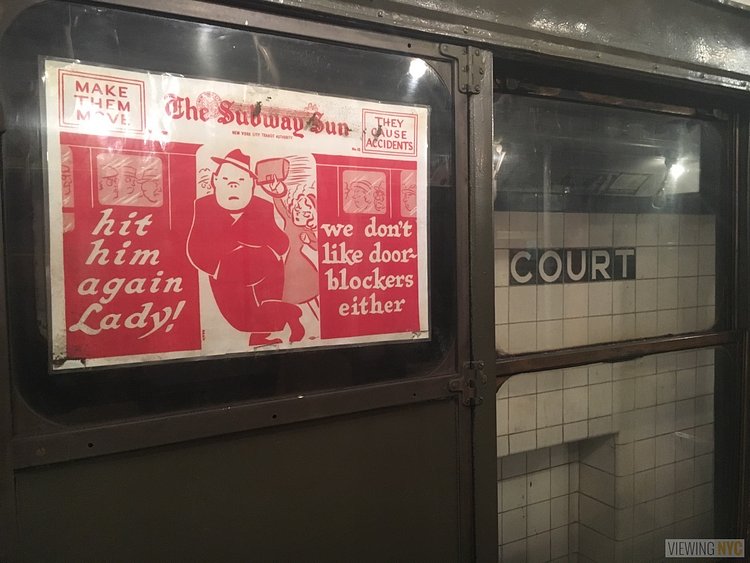 MAKE
THEM
MOVE
The Subway Sun
NEW YORK CITY TRANSIT AUTHORITY
THEY
CAUSE
ACCIDENTS
hit
him
again
Lady!
we don't
like door-
blockers
either
COURT
VIEWING NYC